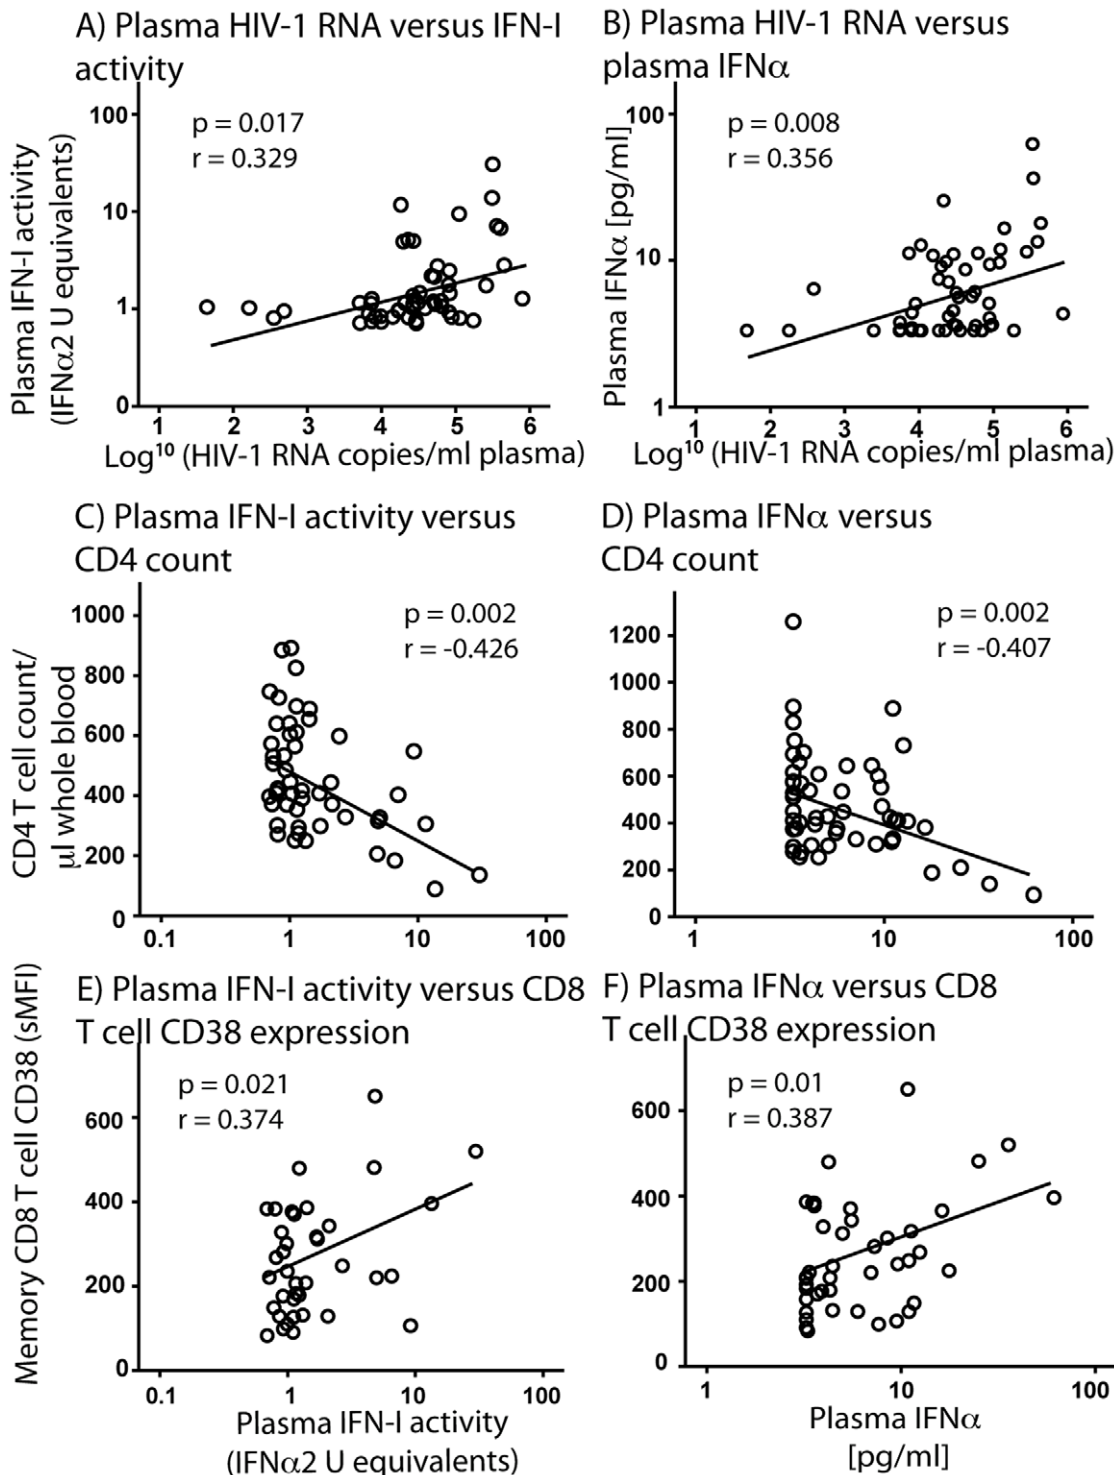 A) Plasma HIV-1 RNA versus IFN-I
activity
Plasma IFN-I activity
(IFNα2 U equivalents)
100
10
1
0
p = 0.017
r = 0.329
1 2 3 4 5 6
Log¹⁰ (HIV-1 RNA copies/ml plasma)
B) Plasma HIV-1 RNA versus
plasma IFNα
Plasma IFNα [pg/ml]
100
10
1
p = 0.008
r = 0.356
1 2 3 4 5 6
Log¹⁰ (HIV-1 RNA copies/ml plasma)
C) Plasma IFN-I activity versus
CD4 count
CD4 T cell count/
µl whole blood
1000
800
600
400
200
0
p = 0.002
r = -0.426
0.1 1 10 100
D) Plasma IFNα versus
CD4 count
1200
1000
800
600
400
200
0
p = 0.002
r = -0.407
1 10 100
E) Plasma IFN-I activity versus CD8
T cell CD38 expression
Memory CD8 T cell CD38 (sMFI)
600
400
200
0
p = 0.021
r = 0.374
0.1 1 10 100
Plasma IFN-I activity
(IFNα2 U equivalents)
F) Plasma IFNα versus CD8
T cell CD38 expression
600
400
200
0
p = 0.01
r = 0.387
1 10 100
Plasma IFNα
[pg/ml]